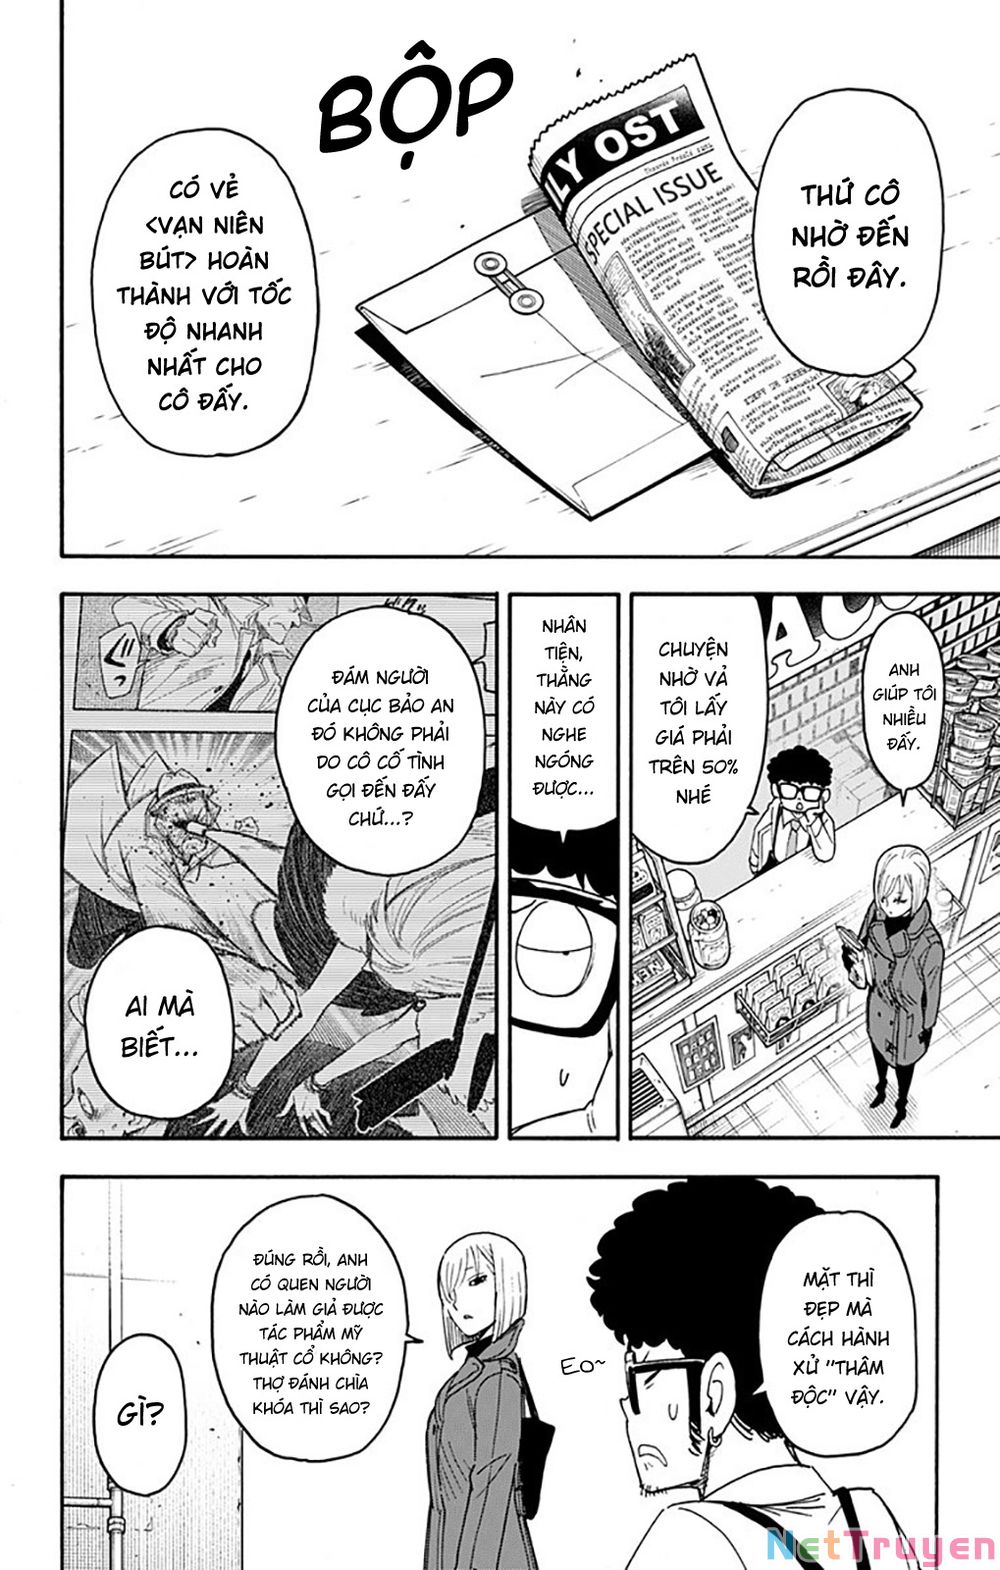 BỘP
THỨ CÔ
NHỜ ĐẾN
RỒI ĐÂY.
ILY OST
SPECIAL ISSUE
CÓ VẺ
<VẠN NIÊN
BÚT> HOÀN
THÀNH VỚI TỐC
ĐỘ NHANH
NHẤT CHO
CÔ ĐẤY.
ANH
GIÚP TÔI
NHIỀU
ĐẤY.
CHUYỆN
NHỜ VẢ
TÔI LẤY
GIÁ PHẢI
TRÊN 50%
NHÉ
NHÂN
TIỆN,
THẰNG
NÀY CÓ
NGHE
NGÓNG
ĐƯỢC...
ĐÁM NGƯỜI
CỦA CỤC BẢO AN
ĐÓ KHÔNG PHẢI
DO CÔ CỐ TÌNH
GỌI ĐẾN ĐẤY
CHỨ...?
AI MÀ
BIẾT...
MẶT THÌ
ĐẸP MÀ
CÁCH HÀNH
XỬ "THÂM
ĐỘC" VẬY.
EO~
ĐÚNG RỒI, ANH
CÓ QUEN NGƯỜI
NÀO LÀM GIẢ ĐƯỢC
TÁC PHẨM MỸ
THUẬT CỔ KHÔNG?
THỢ ĐÁNH CHÌA
KHÓA THÌ SAO?
GÌ?
NetTruyen